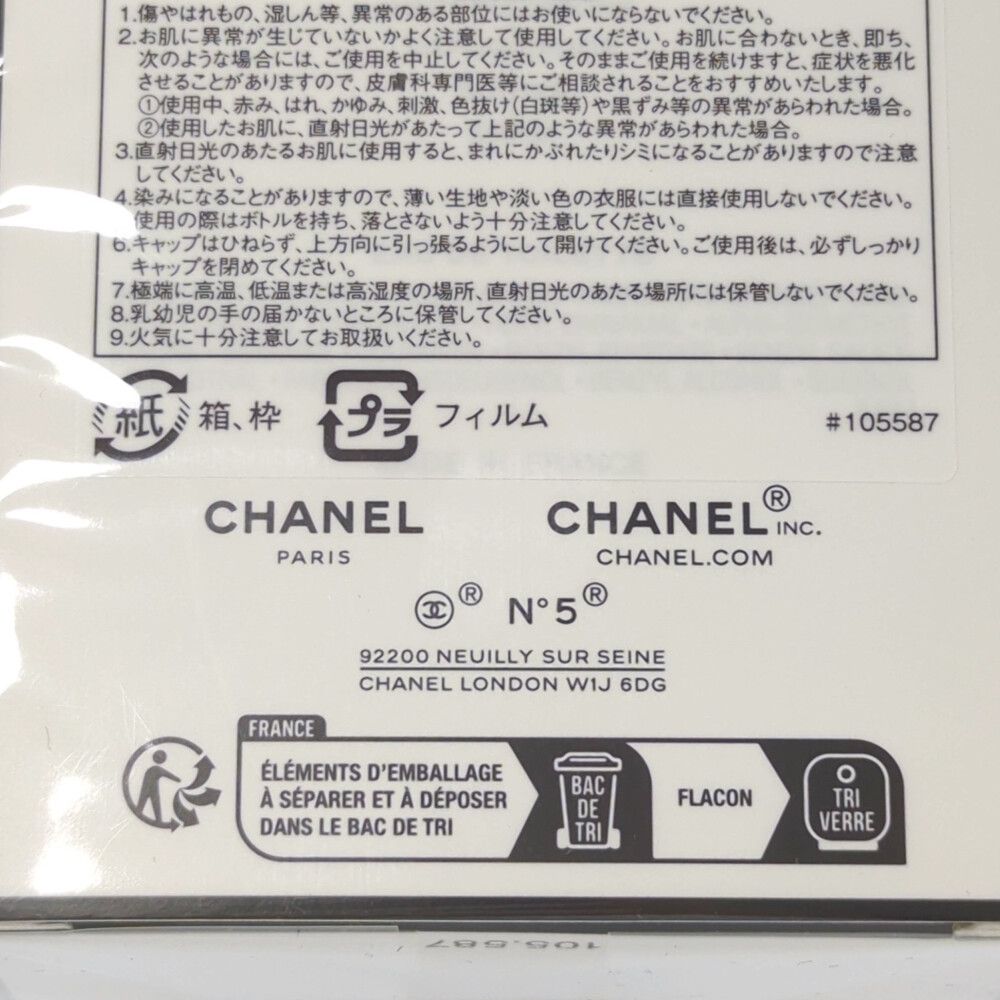 1.傷やはれもの、湿しん等、異常のある部位にはお使いにならないでください。
2.お肌に異常が生じていないかよく注意して使用してください。お肌に合わないとき、即ち、
次のような場合には、ご使用を中止してください。そのままご使用を続けますと、症状を悪化
させることがありますので、皮膚科専門医等にご相談されることをおすすめいたします。
①使用中、赤み、はれ、かゆみ、刺激、色抜け(白斑等)や黒ずみ等の異常があらわれた場合。
②使用したお肌に、直射日光があたって上記のような異常があらわれた場合。
3.直射日光のあたるお肌に使用すると、まれにかぶれたりシミになることがありますので注意
してください。
4.染みになることがありますので、薄い生地や淡い色の衣服には直接使用しないでください。
使用の際はボトルを持ち、落とさないよう十分注意してください。
6.キャップはひねらず、上方向に引っ張るようにして開けてください。ご使用後は、必ずしっかり
キャップを閉めてください。
7.極端に高温、低温または高湿度の場所、直射日光のあたる場所には保管しないでください。
8.乳幼児の手の届かないところに保管してください。
9.火気に十分注意してお取扱いください。
紙 箱、枠 プラ フィルム #105587
CHANEL CHANEL® INC.
PARIS CHANEL.COM
® N°5®
92200 NEUILLY SUR SEINE
CHANEL LONDON W1J 6DG
FRANCE
ÉLÉMENTS D'EMBALLAGE
À SÉPARER ET À DÉPOSER
DANS LE BAC DE TRI
BAC
DE
TRI
FLACON
TRI
VERRE
105.587